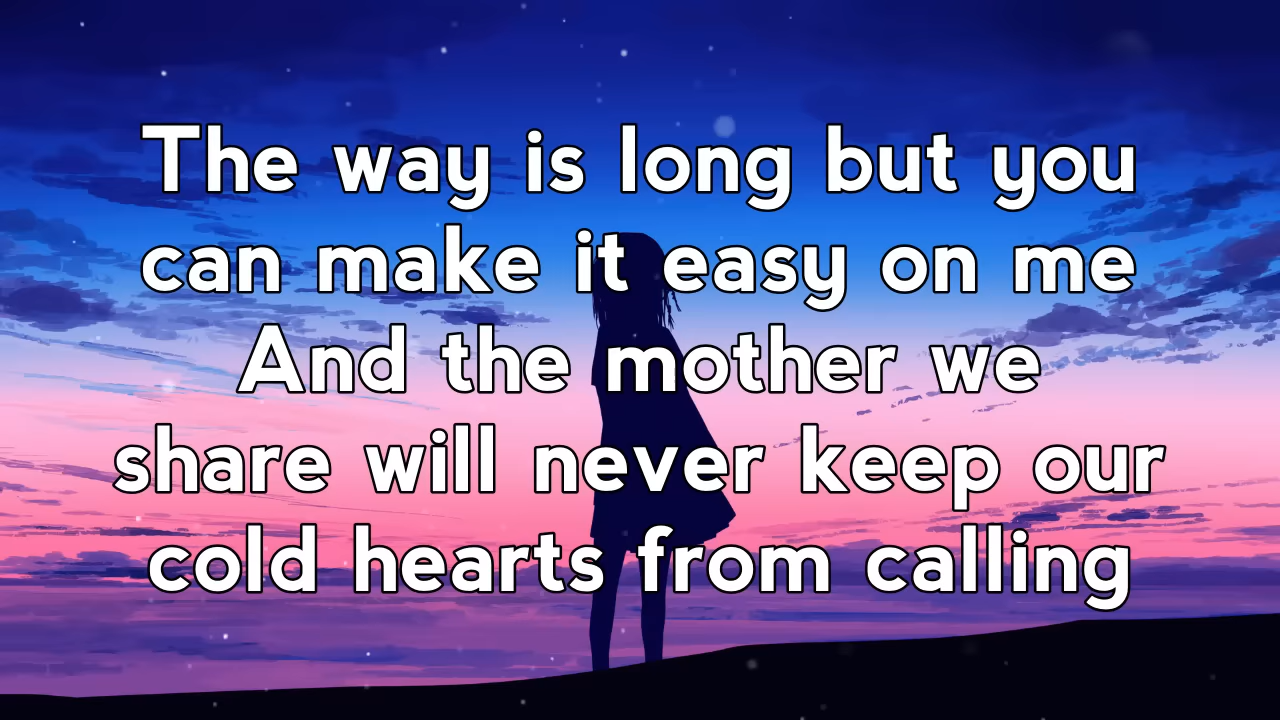 The way is long but you
can make it easy on me
And the mother we
share will never keep our
cold hearts from calling